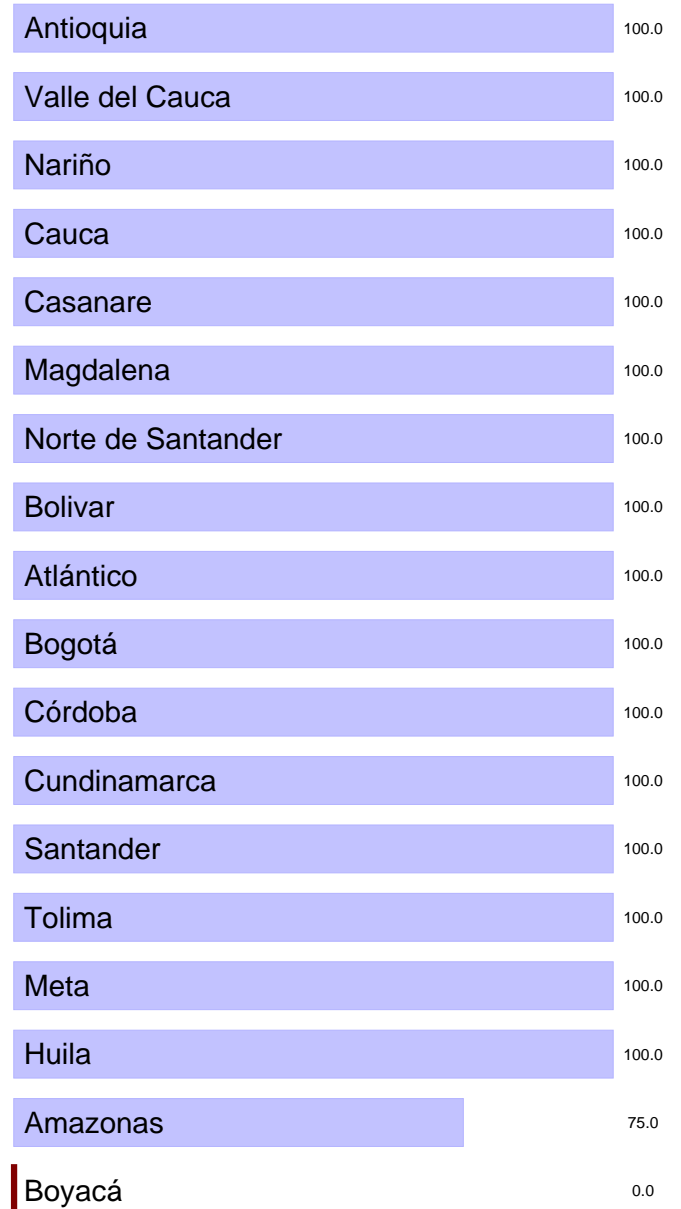 Antioquia 100.0
Valle del Cauca 100.0
Nariño 100.0
Cauca 100.0
Casanare 100.0
Magdalena 100.0
Norte de Santander 100.0
Bolivar 100.0
Atlántico 100.0
Bogotá 100.0
Córdoba 100.0
Cundinamarca 100.0
Santander 100.0
Tolima 100.0
Meta 100.0
Huila 100.0
Amazonas 75.0
Boyacá 0.0